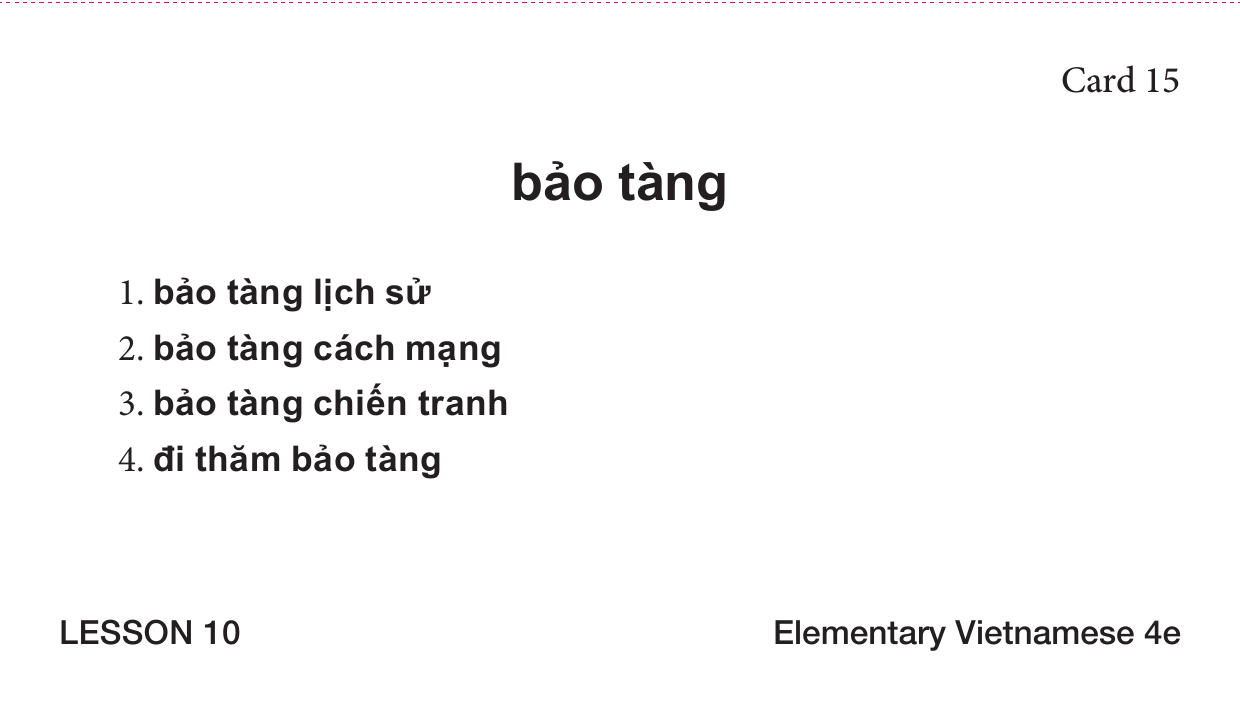 Card 15
bảo tàng
1. bảo tàng lịch sử
2. bảo tàng cách mạng
3. bảo tàng chiến tranh
4. đi thăm bảo tàng
LESSON 10
Elementary Vietnamese 4e